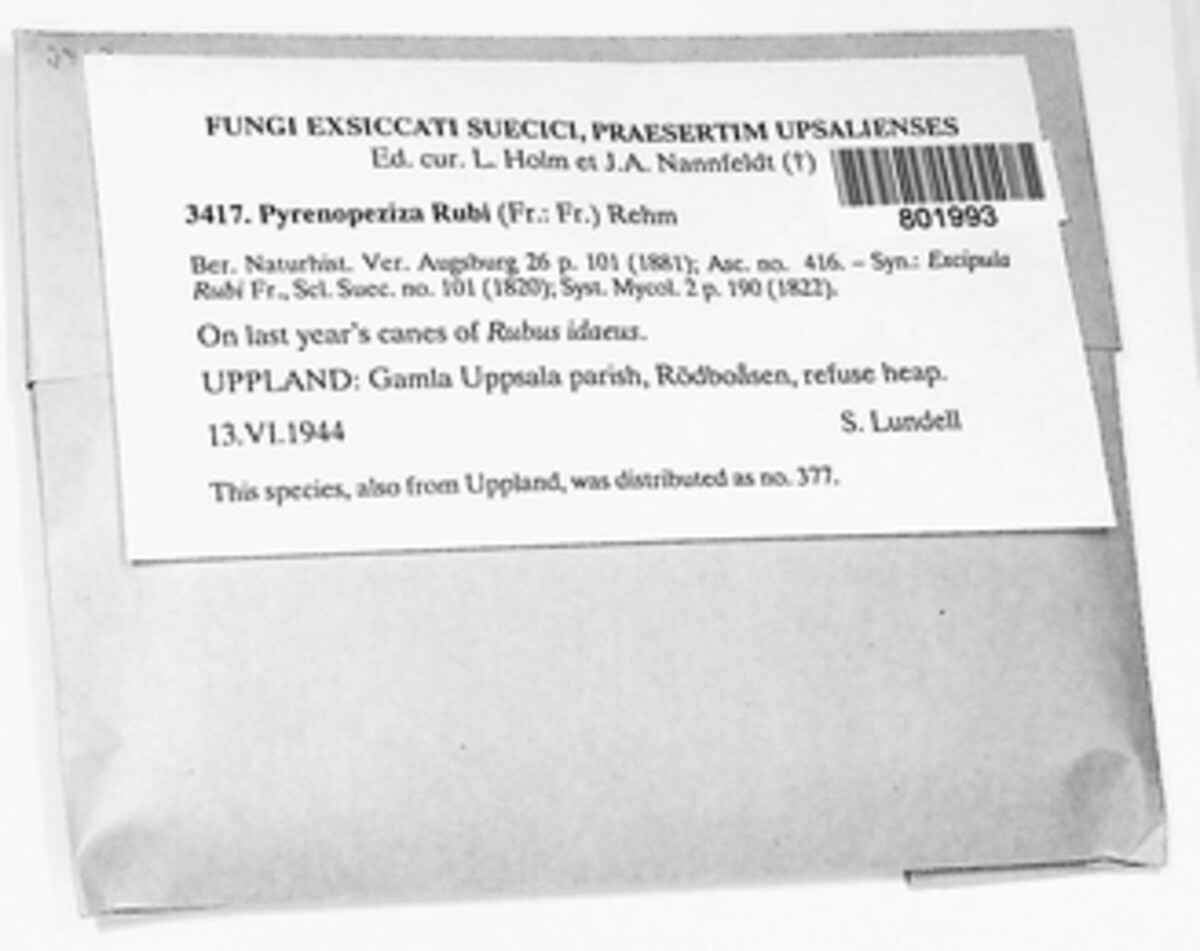 FUNGI EXSICCATI SUECICI, PRAESERTIM UPSALIENSES
Ed. cur. L. Holm et J.A. Nannfeldt (†)
801993
3417. Pyrenopeziza Rubi (Fr.: Fr.) Rehm
Ber. Naturhist. Ver. Augsburg 26 p. 101 (1881); Asc. no. 416. – Syn.: Excipula
Rubi Fr., Scl. Suec. no. 101 (1820); Syst. Mycol. 2 p. 190 (1822).
On last year's canes of Rubus idaeus.
UPPLAND: Gamla Uppsala parish, Rödboåsen, refuse heap.
13.VI.1944 S. Lundell
This species, also from Uppland, was distributed as no. 377.